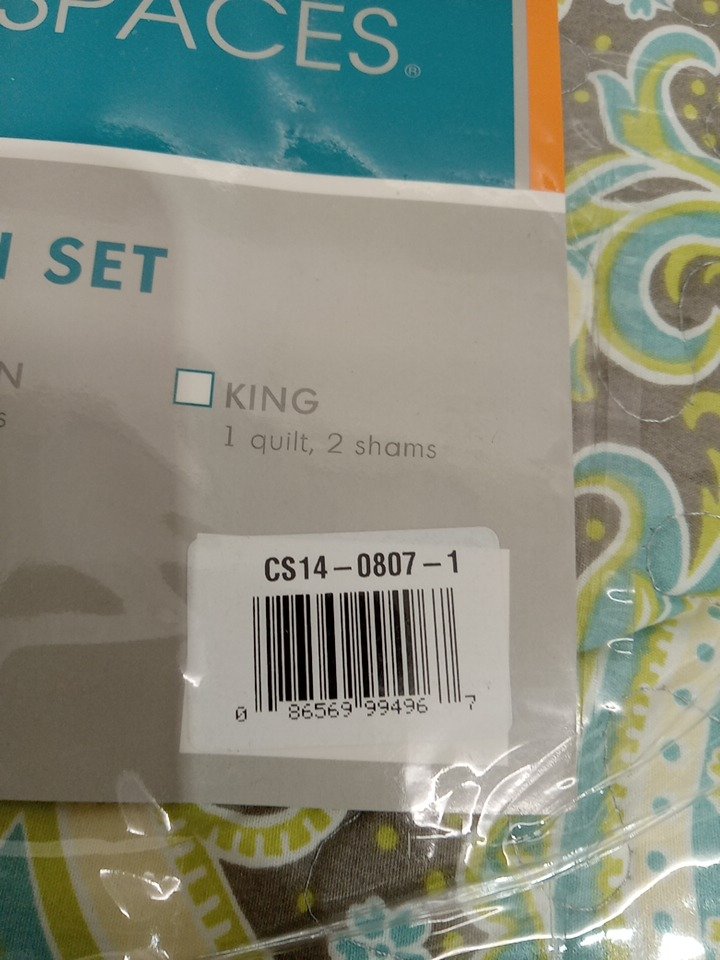 SPACES®
SET
KING
1 quilt, 2 shams
CS14-0807-1
0 86569 99496 7